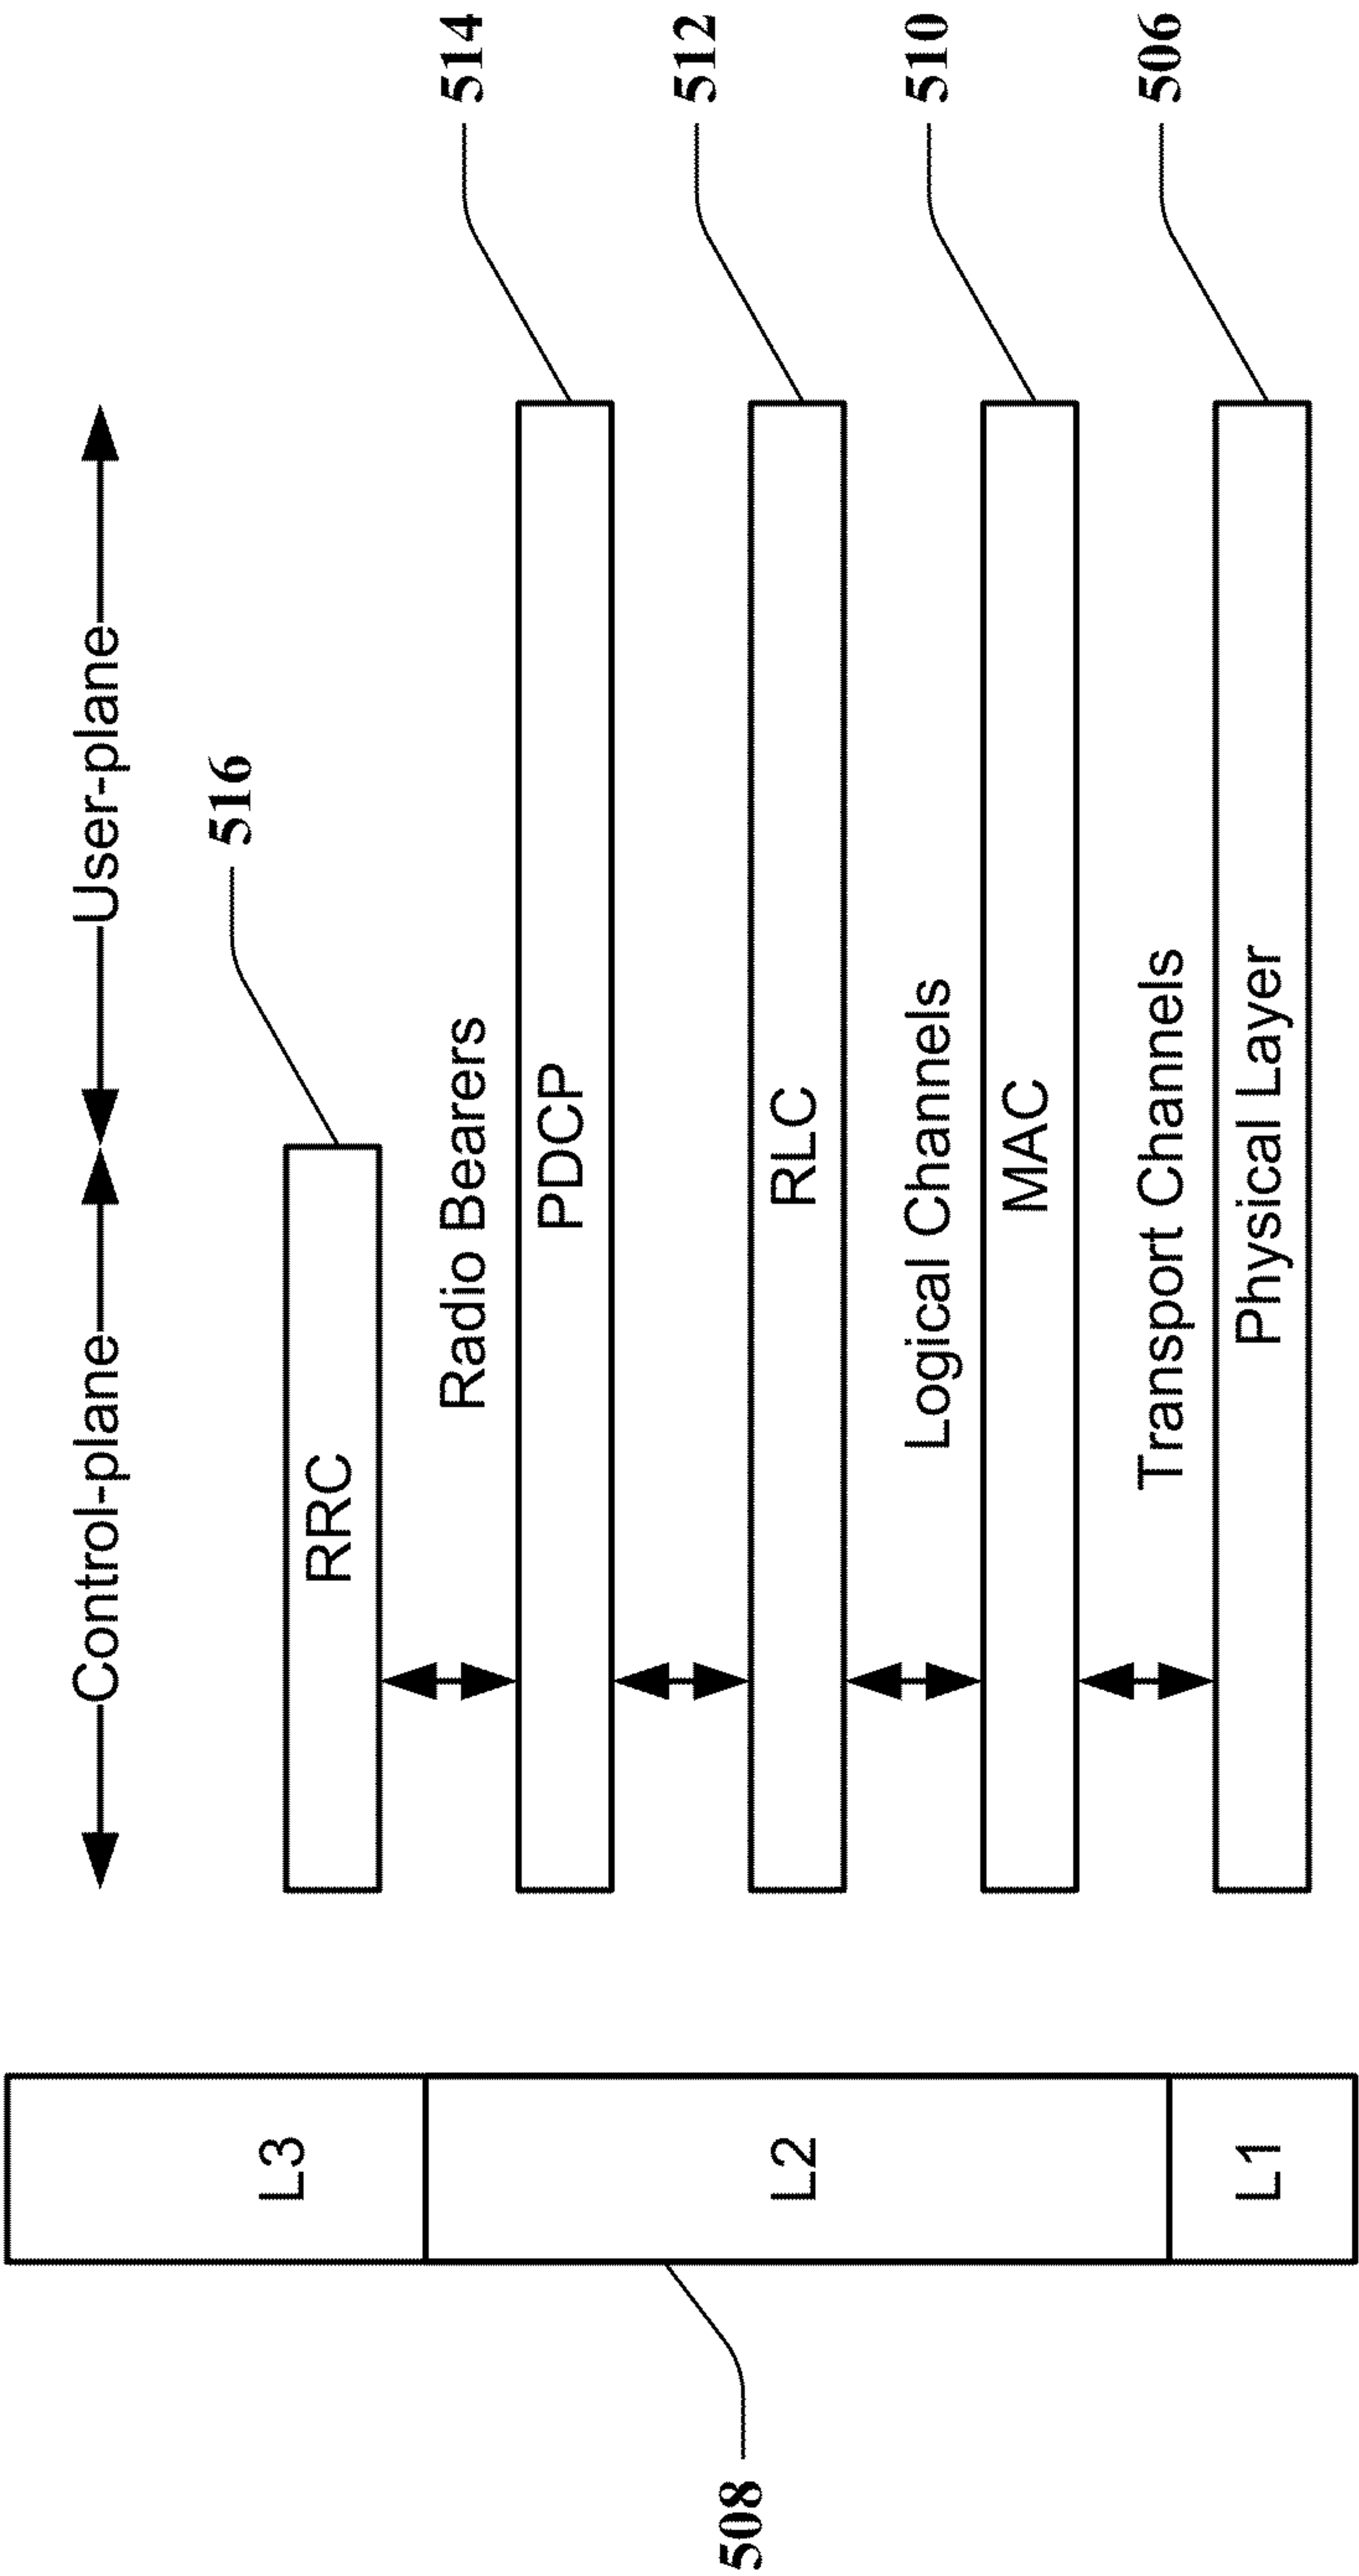 Control-plane
User-plane
516
RRC
L3
Radio Bearers
514
PDCP
512
RLC
L2
508
Logical Channels
510
MAC
Transport Channels
506
Physical Layer
L1